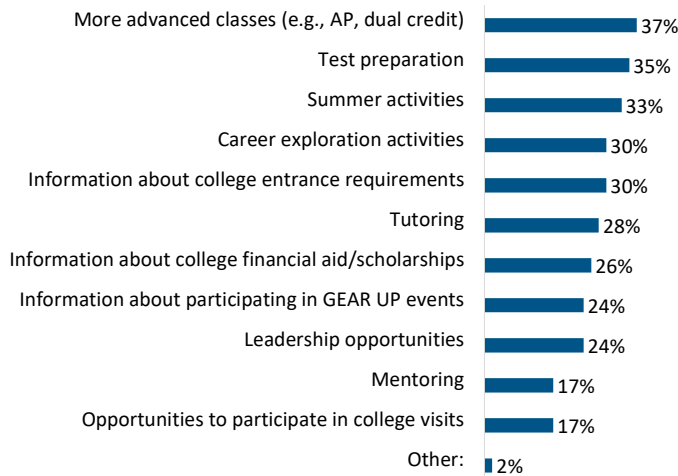 More advanced classes (e.g., AP, dual credit) 37%
Test preparation 35%
Summer activities 33%
Career exploration activities 30%
Information about college entrance requirements 30%
Tutoring 28%
Information about college financial aid/scholarships 26%
Information about participating in GEAR UP events 24%
Leadership opportunities 24%
Mentoring 17%
Opportunities to participate in college visits 17%
Other: 2%